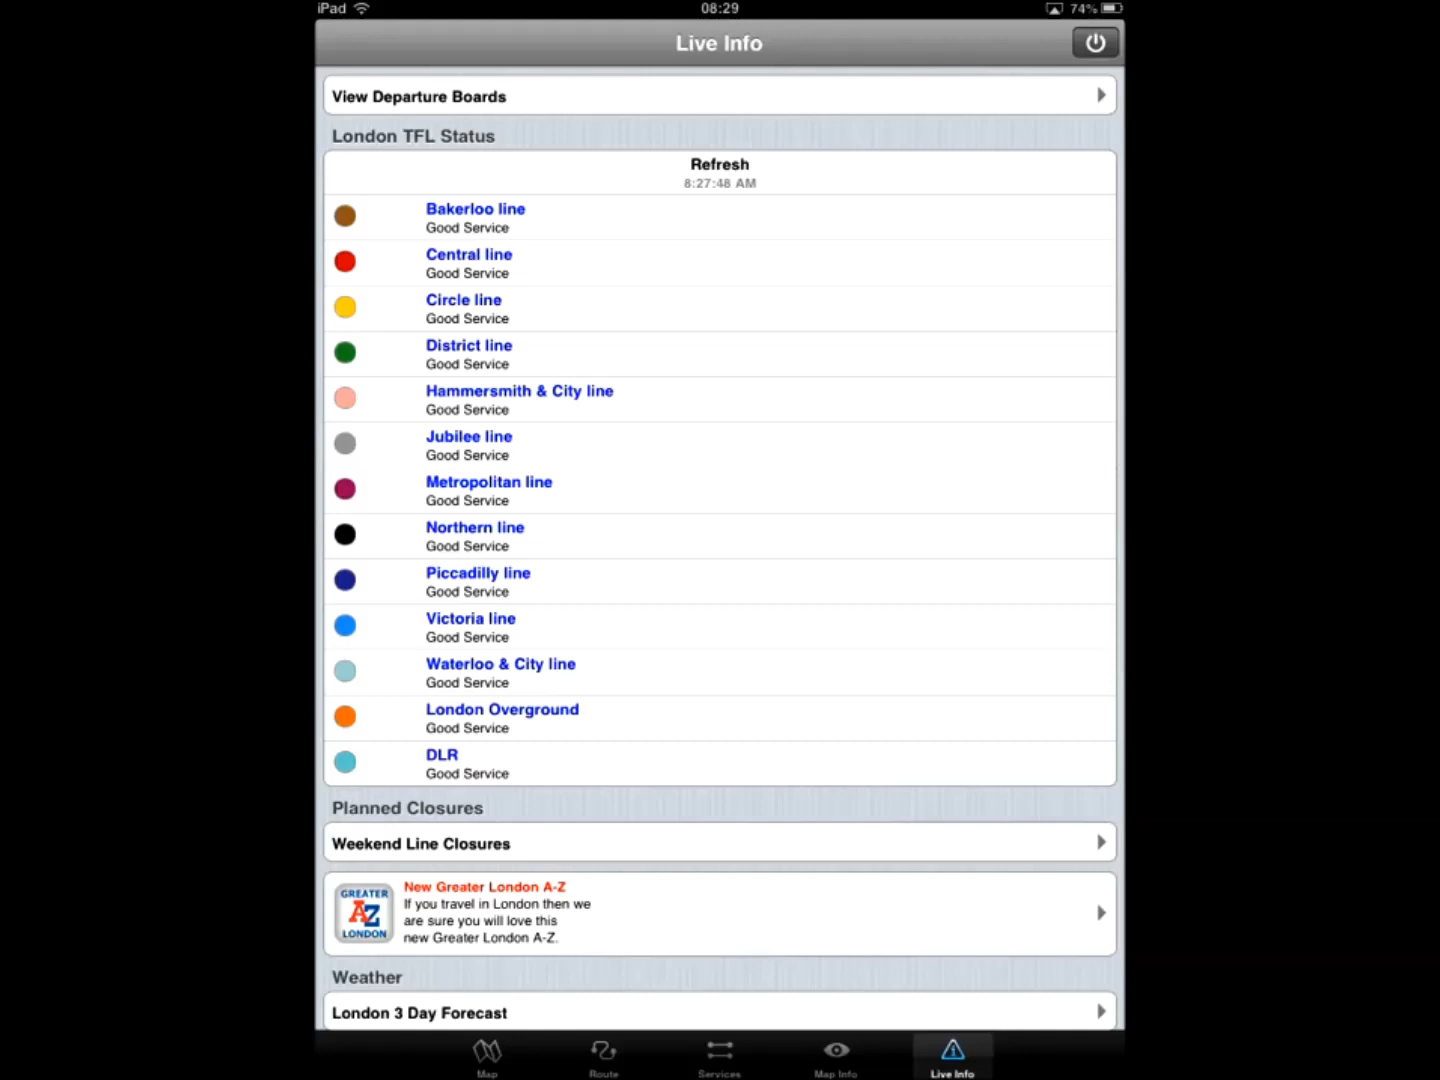 iPad 08:29 74%
Live Info
View Departure Boards
London TFL Status
Refresh
8:27:48 AM
Bakerloo line
Good Service
Central line
Good Service
Circle line
Good Service
District line
Good Service
Hammersmith & City line
Good Service
Jubilee line
Good Service
Metropolitan line
Good Service
Northern line
Good Service
Piccadilly line
Good Service
Victoria line
Good Service
Waterloo & City line
Good Service
London Overground
Good Service
DLR
Good Service
Planned Closures
Weekend Line Closures
GREATER
AZ
LONDON
New Greater London A-Z
If you travel in London then we
are sure you will love this
new Greater London A-Z.
Weather
London 3 Day Forecast
Map Route Services Map Info Live Info